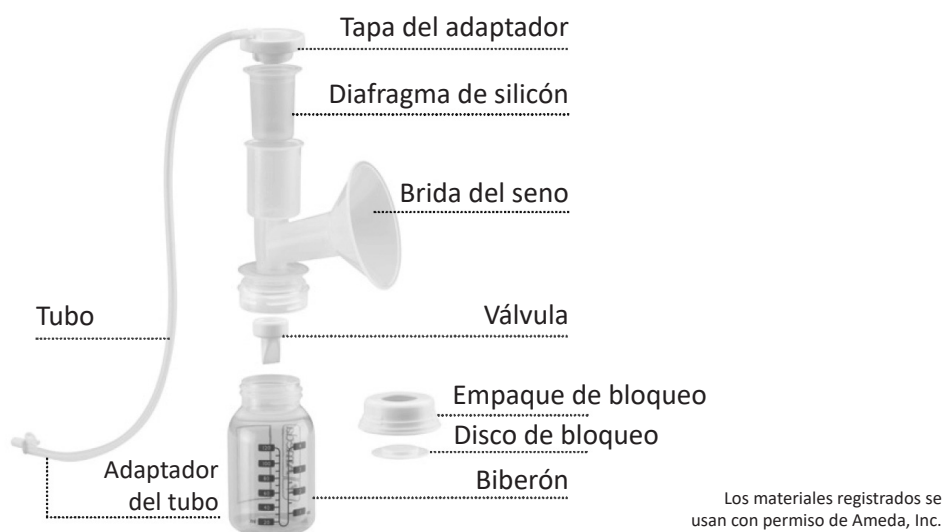 Tapa del adaptador
Diafragma de silicón
Brida del seno
Tubo
Válvula
Empaque de bloqueo
Disco de bloqueo
Adaptador
del tubo
Biberón
Los materiales registrados se
usan con permiso de Ameda, Inc.